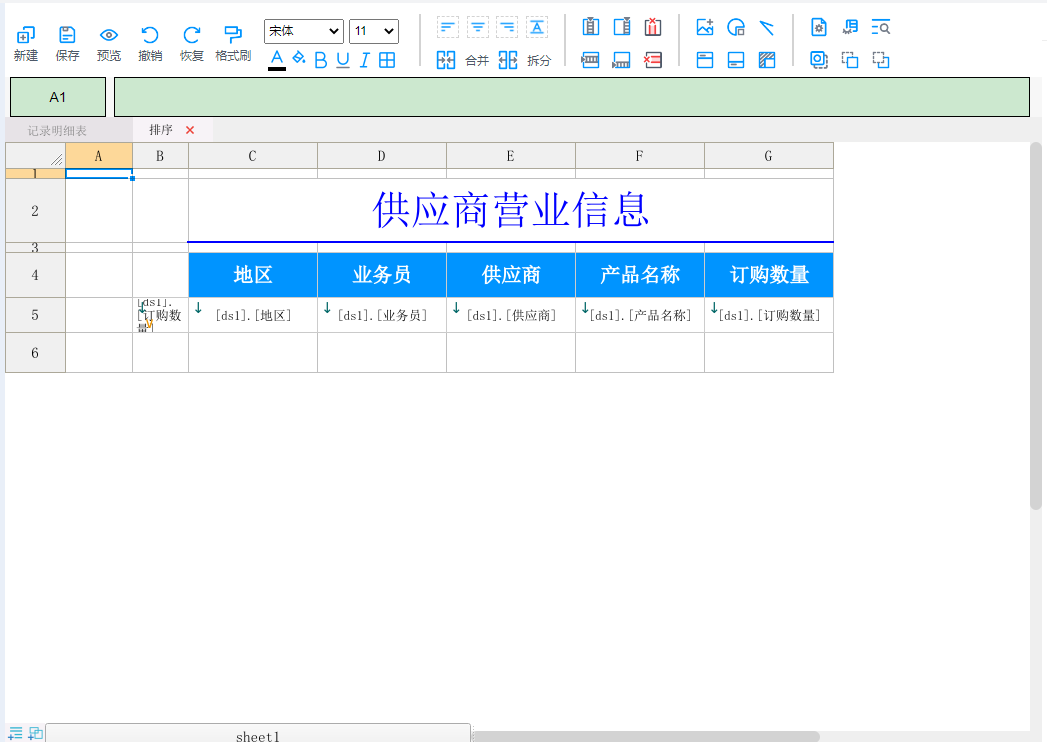 新建 保存 预览 撤销 恢复 格式刷 宋体 11
A B U I 合并 拆分
A1
记录明细表 排序
A B C D E F G
1
2 供应商营业信息
3
4 地区 业务员 供应商 产品名称 订购数量
5 [ds1].[订购数量] [ds1].[地区] [ds1].[业务员] [ds1].[供应商] [ds1].[产品名称] [ds1].[订购数量]
6
sheet1